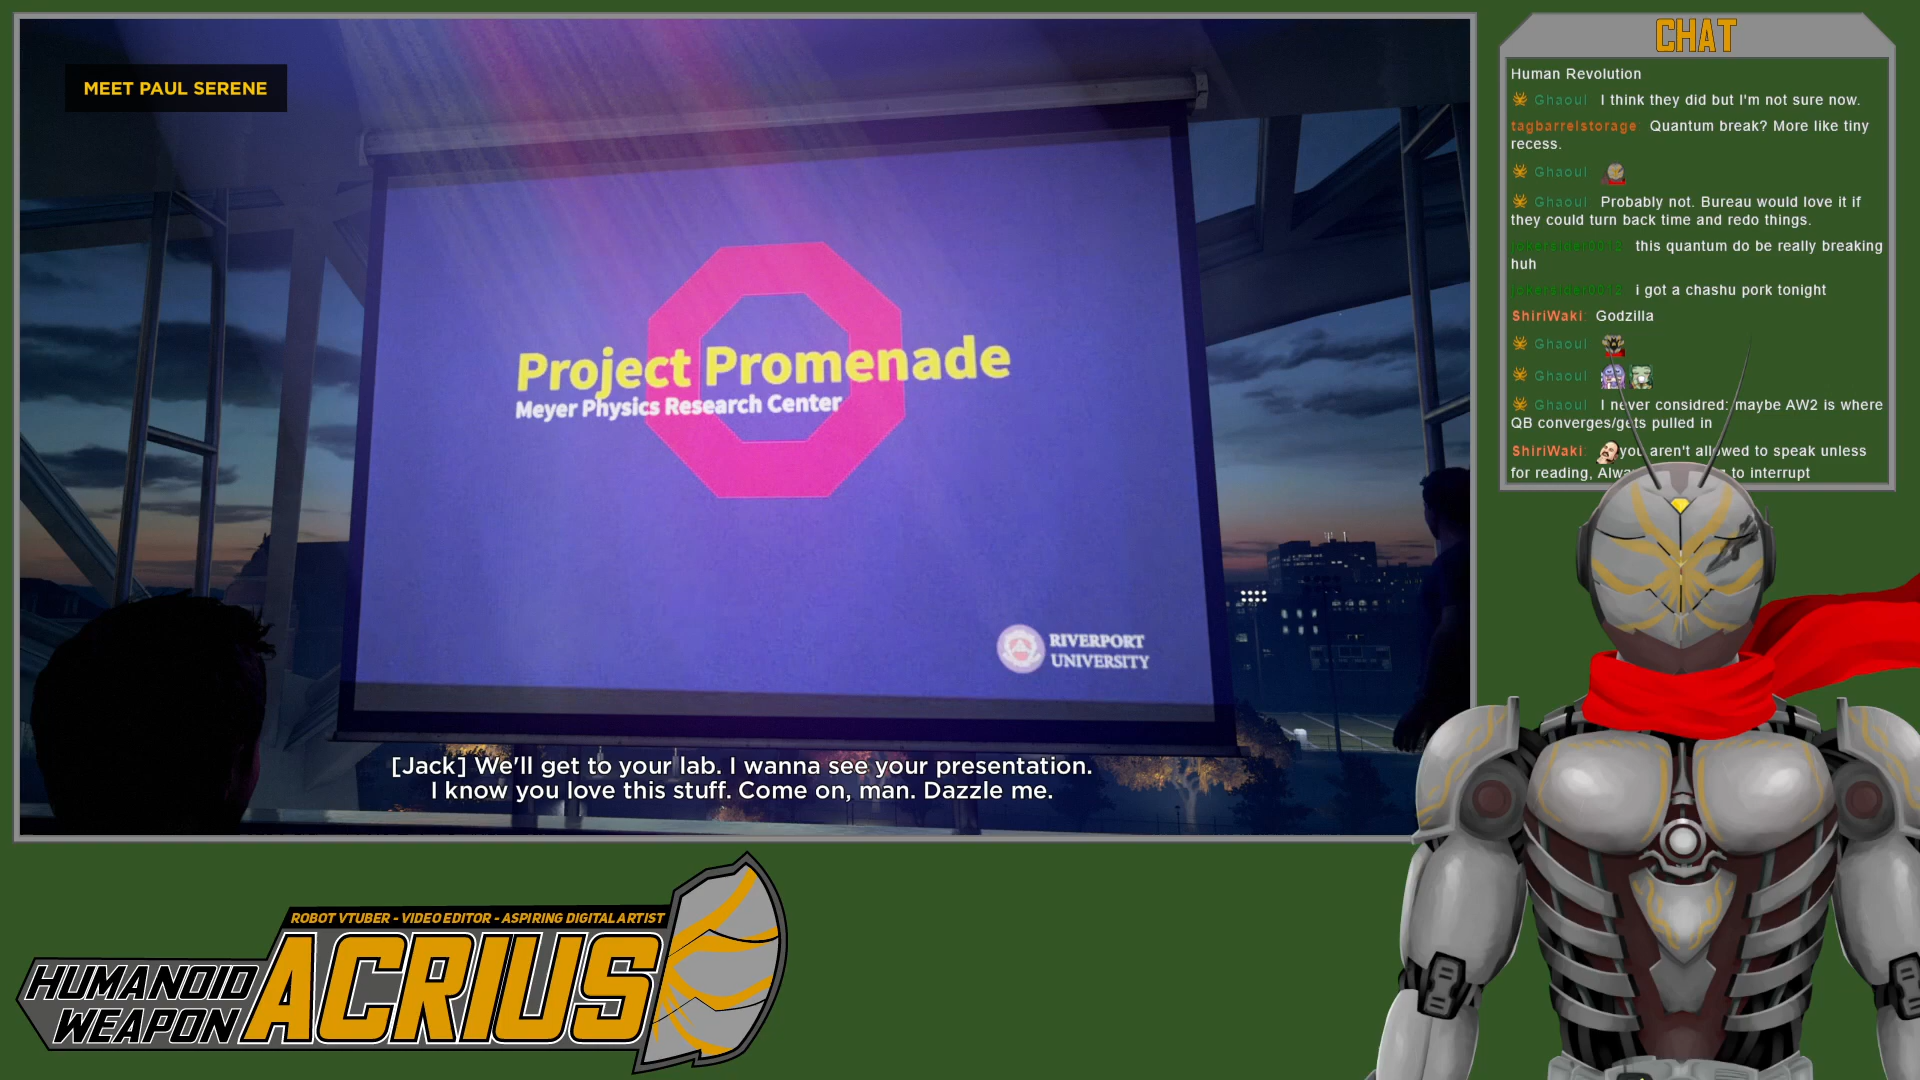 MEET PAUL SERENE
Project Promenade
Meyer Physics Research Center
RIVERPORT
UNIVERSITY
[Jack] We'll get to your lab. I wanna see your presentation.
I know you love this stuff. Come on, man. Dazzle me.
CHAT
Human Revolution
Ghaoul I think they did but I'm not sure now.
tagbarrelstorage: Quantum break? More like tiny
recess.
Ghaoul
Ghaoul Probably not. Bureau would love it if
they could turn back time and redo things.
this quantum do be really breaking
huh
i got a chashu pork tonight
ShiriWaki: Godzilla
Ghaoul
Ghaoul
Ghaoul I never considred: maybe AW2 is where
QB converges/gets pulled in
ShiriWaki: you aren't allowed to speak unless
for reading, to interrupt
ROBOT VTUBER - VIDEO EDITOR - ASPIRING DIGITAL ARTIST
HUMANOID
WEAPON
ACRIUS